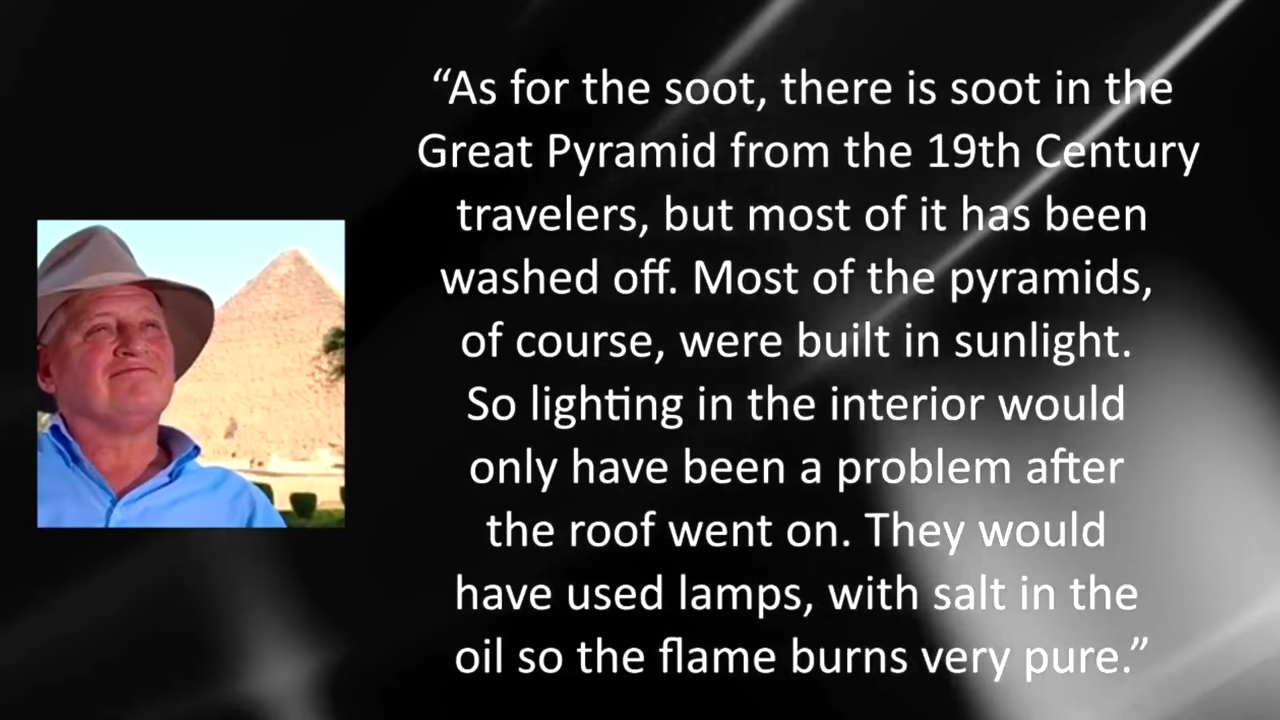 “As for the soot, there is soot in the
Great Pyramid from the 19th Century
travelers, but most of it has been
washed off. Most of the pyramids,
of course, were built in sunlight.
So lighting in the interior would
only have been a problem after
the roof went on. They would
have used lamps, with salt in the
oil so the flame burns very pure.”